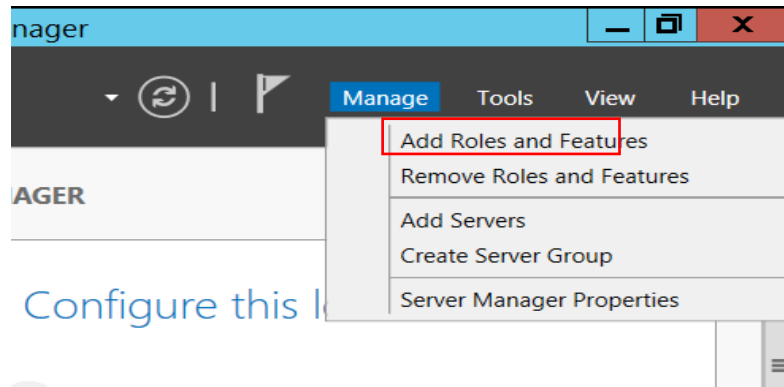 nager
Manage Tools View Help
Add Roles and Features
Remove Roles and Features
AGER
Add Servers
Create Server Group
Configure this l
Server Manager Properties